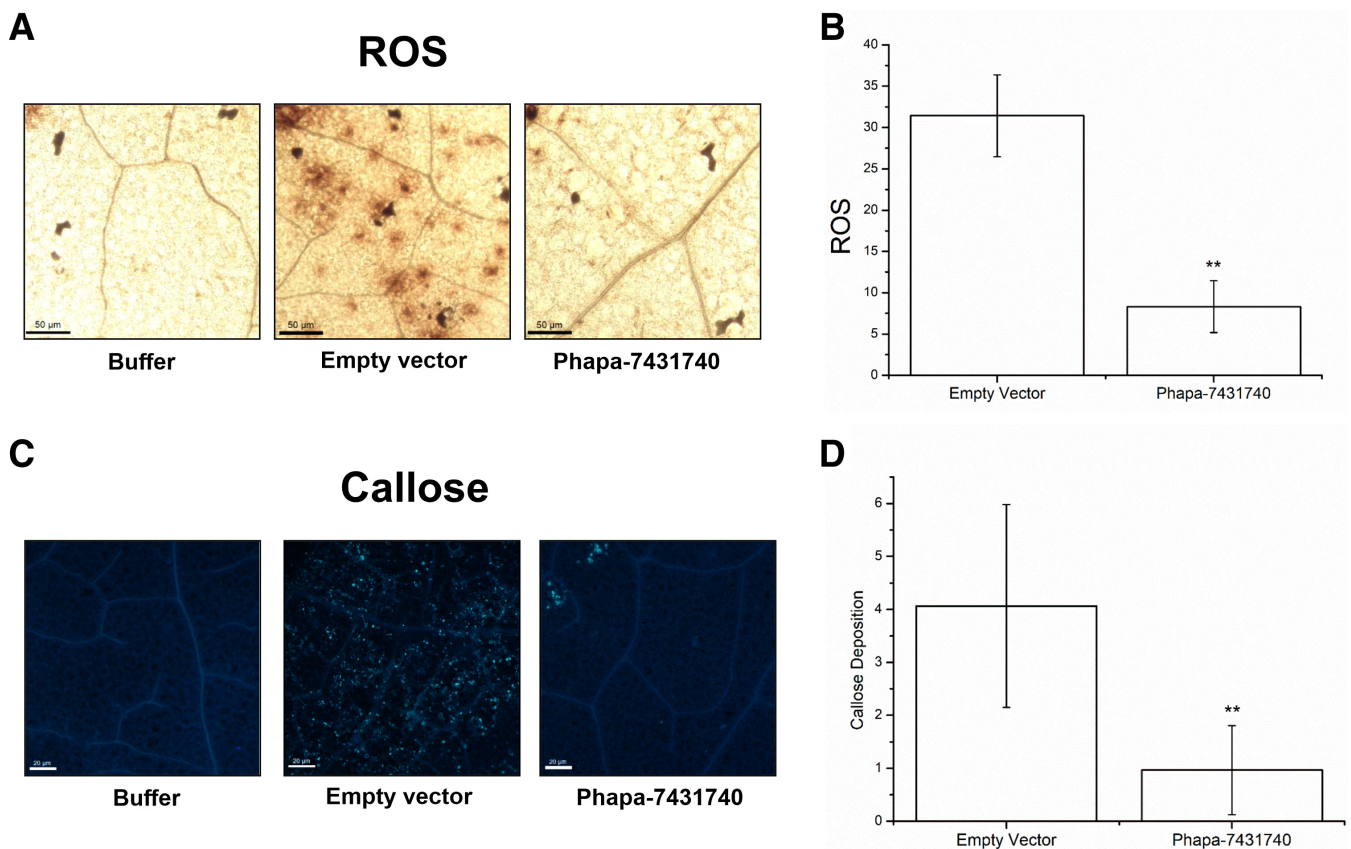 A
ROS
50 µm
50 µm
50 µm
Buffer
Empty vector
Phapa-7431740
B
ROS
40
35
30
25
20
15
10
5
0
**
Empty Vector
Phapa-7431740
C
Callose
20 µm
20 µm
20 µm
Buffer
Empty vector
Phapa-7431740
D
Callose Deposition
6
5
4
3
2
1
0
**
Empty Vector
Phapa-7431740